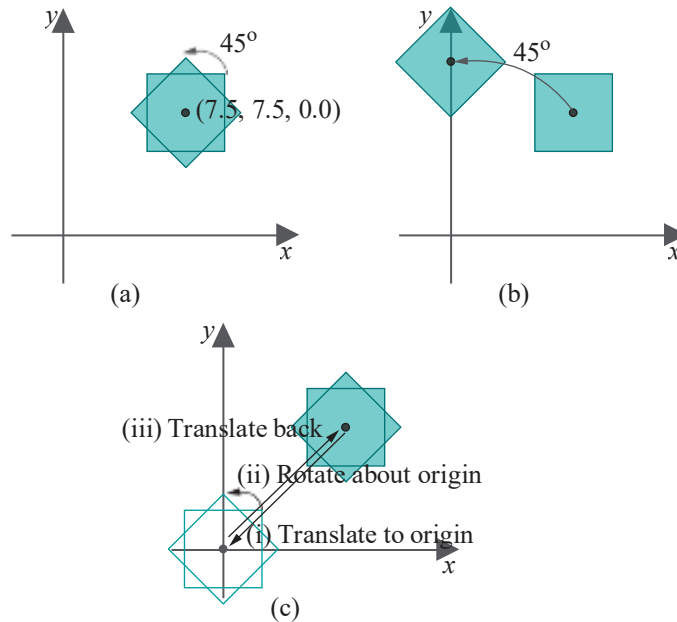 y
45°
(7.5, 7.5, 0.0)
x
(a)
y
45°
x
(b)
y
(iii) Translate back
(ii) Rotate about origin
(i) Translate to origin
x
(c)